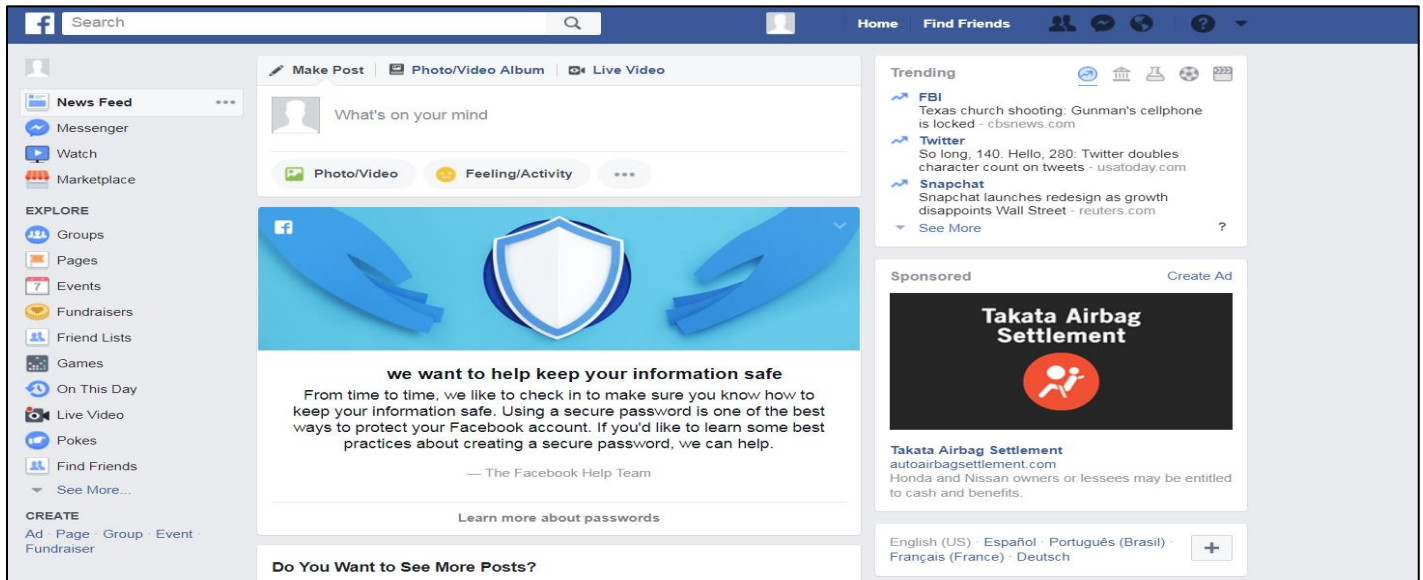 f Search
Home Find Friends
News Feed
Messenger
Watch
Marketplace
EXPLORE
Groups
Pages
7 Events
Fundraisers
Friend Lists
Games
On This Day
Live Video
Pokes
Find Friends
See More...
CREATE
Ad · Page · Group · Event ·
Fundraiser
Make Post Photo/Video Album Live Video
What's on your mind
Photo/Video Feeling/Activity
f
we want to help keep your information safe
From time to time, we like to check in to make sure you know how to
keep your information safe. Using a secure password is one of the best
ways to protect your Facebook account. If you'd like to learn some best
practices about creating a secure password, we can help.
— The Facebook Help Team
Learn more about passwords
Do You Want to See More Posts?
Trending
FBI
Texas church shooting: Gunman's cellphone
is locked - cbsnews.com
Twitter
So long, 140. Hello, 280: Twitter doubles
character count on tweets - usatoday.com
Snapchat
Snapchat launches redesign as growth
disappoints Wall Street - reuters.com
See More ?
Sponsored Create Ad
Takata Airbag
Settlement
Takata Airbag Settlement
autoairbagsettlement.com
Honda and Nissan owners or lessees may be entitled
to cash and benefits.
English (US) · Español · Português (Brasil) ·
Français (France) · Deutsch
+